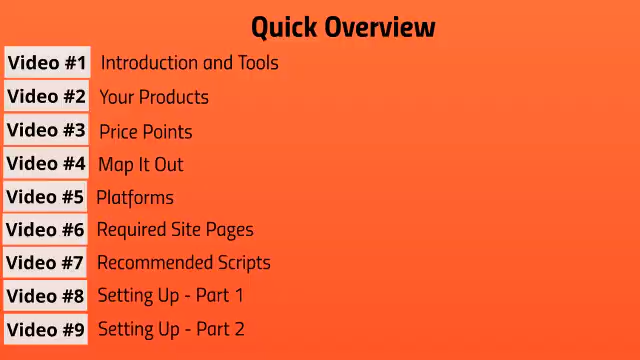 Quick Overview
Video #1 Introduction and Tools
Video #2 Your Products
Video #3 Price Points
Video #4 Map It Out
Video #5 Platforms
Video #6 Required Site Pages
Video #7 Recommended Scripts
Video #8 Setting Up - Part 1
Video #9 Setting Up - Part 2